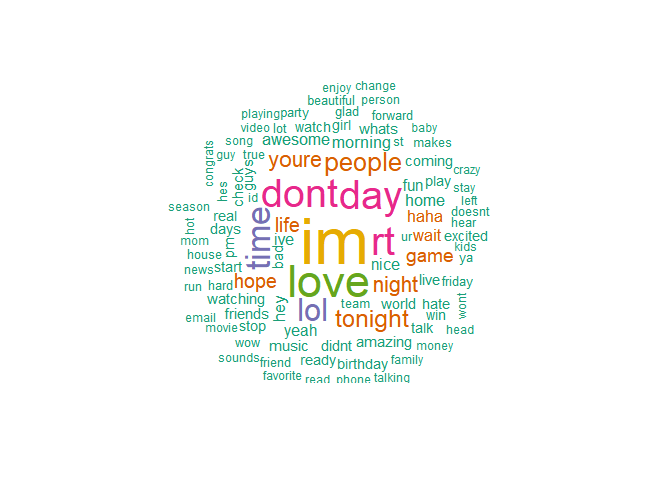 enjoy change
beautiful person
playing party glad forward
video lot watch girl whats baby
song awesome morning st makes
congrats guy true youre people coming crazy
hes check guys id dont day fun play stay
season real time life im rt home left
hot days pm live bad haha doesnt
mom ur wait excited hear
house news start love nice game kids ya
run hard hope night live friday
watching hey lol team world hate wont
email friends tonight win
movie stop yeah talk head
wow music didnt amazing money
sounds friend ready birthday family
favorite read phone talking